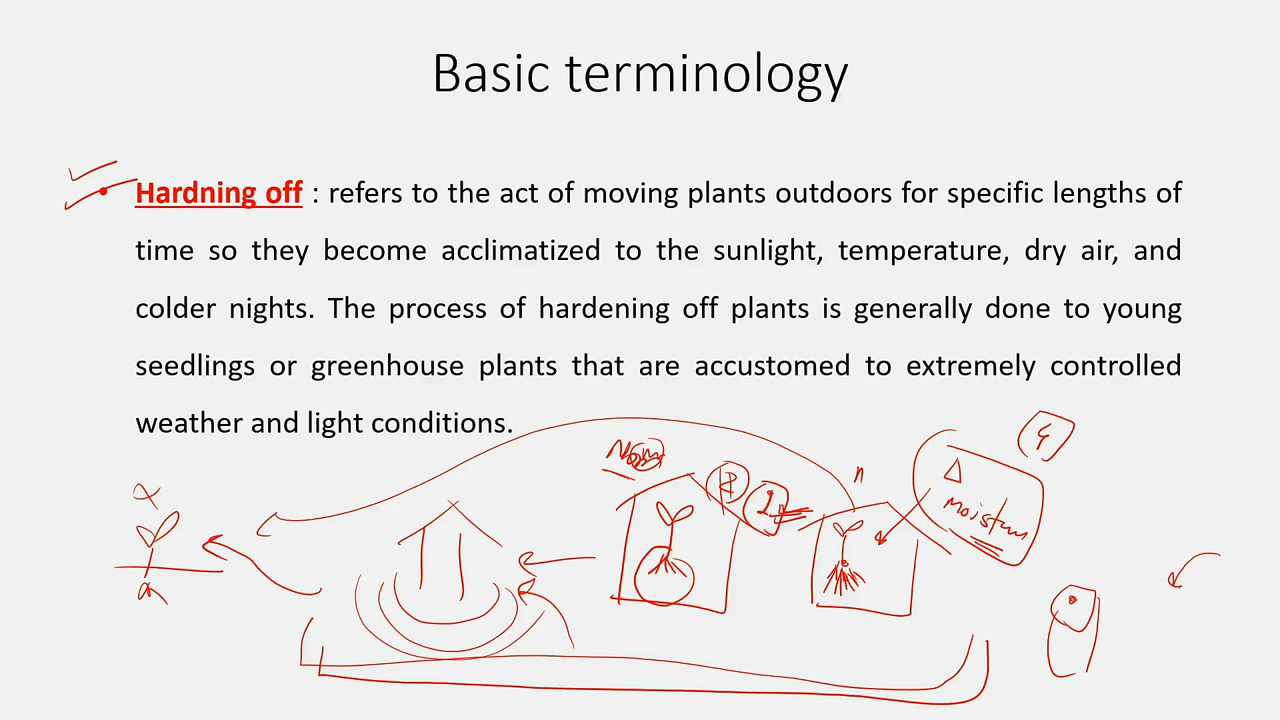 Basic terminology
• Hardning off : refers to the act of moving plants outdoors for specific lengths of
time so they become acclimatized to the sunlight, temperature, dry air, and
colder nights. The process of hardening off plants is generally done to young
seedlings or greenhouse plants that are accustomed to extremely controlled
weather and light conditions.
Δ
moisture